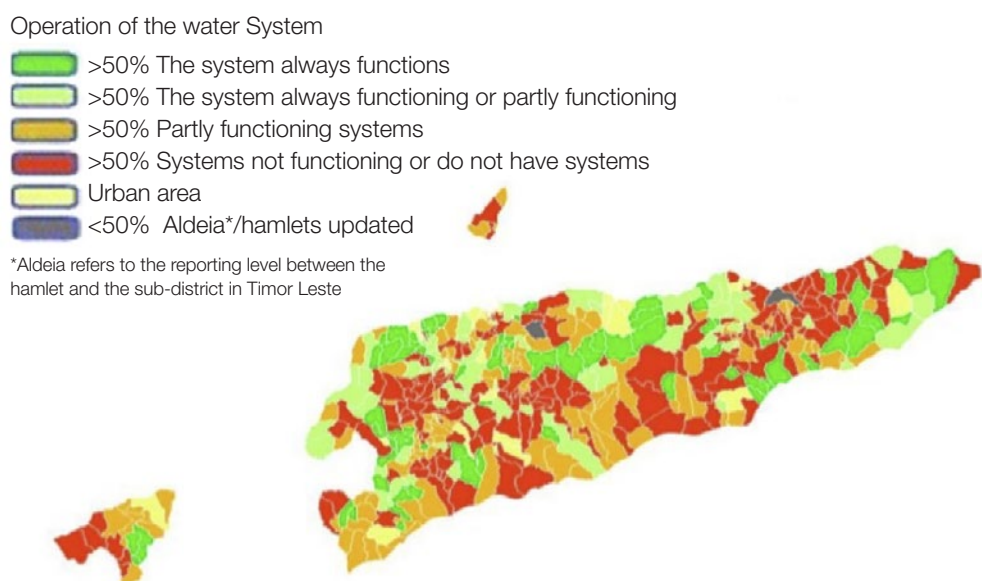 Operation of the water System
>50% The system always functions
>50% The system always functioning or partly functioning
>50% Partly functioning systems
>50% Systems not functioning or do not have systems
Urban area
<50% Aldeia*/hamlets updated
*Aldeia refers to the reporting level between the
hamlet and the sub-district in Timor Leste